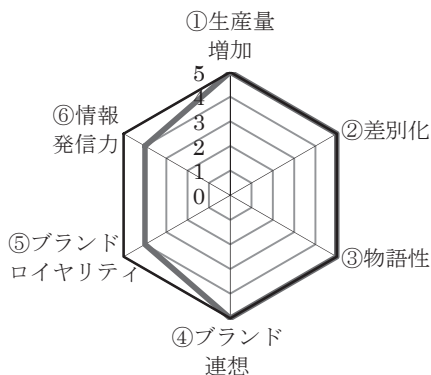 ①生産量
増加
5
4
3
2
1
0
②差別化
③物語性
④ブランド
連想
⑤ブランド
ロイヤリティ
⑥情報
発信力